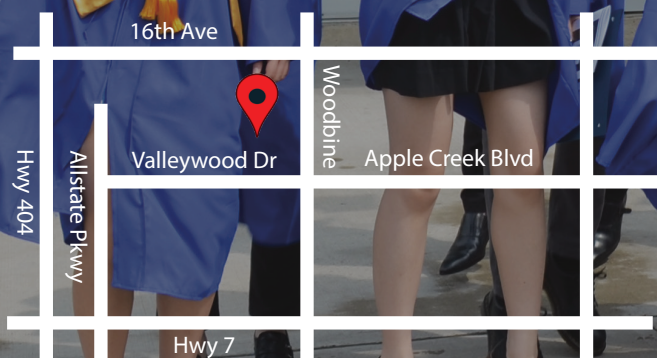 16th Ave
Woodbine
Valleywood Dr
Apple Creek Blvd
Hwy 404
Allstate Pkwy
Hwy 7